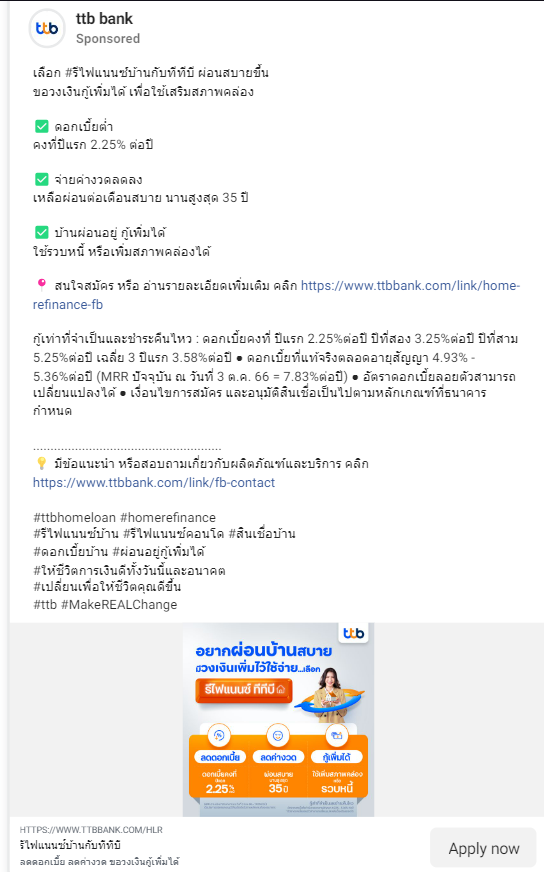 ttb
ttb bank
Sponsored
เลือก #รีไฟแนนซ์บ้านกับทีทีบี ผ่อนสบายขึ้น
ขอวงเงินกู้เพิ่มได้ เพื่อใช้เสริมสภาพคล่อง
✅ ดอกเบี้ยต่ำ
คงที่ปีแรก 2.25% ต่อปี
✅ จ่ายค่างวดลดลง
เหลือผ่อนต่อเดือนสบาย นานสูงสุด 35 ปี
✅ บ้านผ่อนอยู่ กู้เพิ่มได้
ใช้รวบหนี้ หรือเพิ่มสภาพคล่องได้
📍 สนใจสมัคร หรือ อ่านรายละเอียดเพิ่มเติม คลิก https://www.ttbbank.com/link/home-
refinance-fb
กู้เท่าที่จำเป็นและชำระคืนไหว : ดอกเบี้ยคงที่ ปีแรก 2.25%ต่อปี ปีที่สอง 3.25%ต่อปี ปีที่สาม
5.25%ต่อปี เฉลี่ย 3 ปีแรก 3.58%ต่อปี ● ดอกเบี้ยที่แท้จริงตลอดอายุสัญญา 4.93% -
5.36%ต่อปี (MRR ปัจจุบัน ณ วันที่ 3 ต.ค. 66 = 7.83%ต่อปี) ● อัตราดอกเบี้ยลอยตัวสามารถ
เปลี่ยนแปลงได้ ● เงื่อนไขการสมัคร และอนุมัติสินเชื่อเป็นไปตามหลักเกณฑ์ที่ธนาคาร
กำหนด
......................................................
💡 มีข้อแนะนำ หรือสอบถามเกี่ยวกับผลิตภัณฑ์และบริการ คลิก
https://www.ttbbank.com/link/fb-contact
#ttbhomeloan #homerefinance
#รีไฟแนนซ์บ้าน #รีไฟแนนซ์คอนโด #สินเชื่อบ้าน
#ดอกเบี้ยบ้าน #ผ่อนอยู่กู้เพิ่มได้
#ให้ชีวิตการเงินดีทั้งวันนี้และอนาคต
#เปลี่ยนเพื่อให้ชีวิตคุณดีขึ้น
#ttb #MakeREALChange
ttb
อยากผ่อนบ้านสบาย
มีวงเงินเพิ่มไว้ใช้จ่าย...เลือก
รีไฟแนนซ์ ทีทีบี
ลดดอกเบี้ย ลดค่างวด กู้เพิ่มได้
ดอกเบี้ยคงที่ ผ่อนสบาย ใช้เพิ่มสภาพคล่อง
ปีแรก นานสูงสุด หรือ
2.25% 35 ปี รวบหนี้
HTTPS://WWW.TTBBANK.COM/HLR
รีไฟแนนซ์บ้านกับทีทีบี
ลดดอกเบี้ย ลดค่างวด ขอวงเงินกู้เพิ่มได้
Apply now